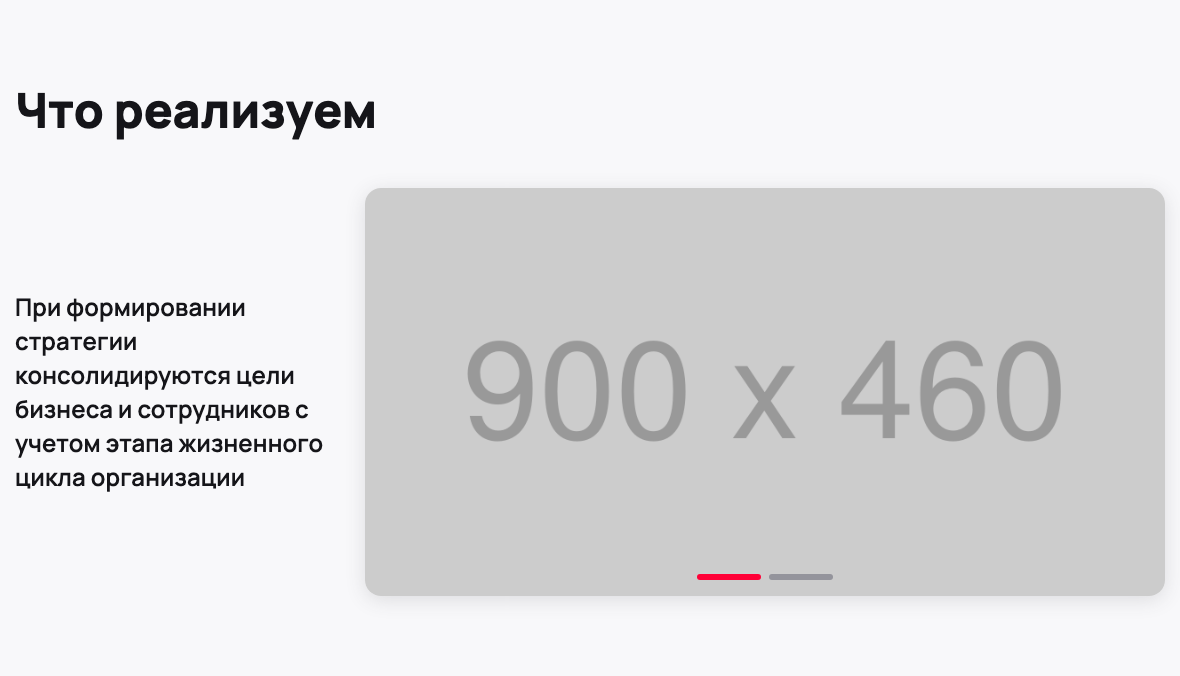 Что реализуем
При формировании
стратегии
консолидируются цели
бизнеса и сотрудников с
учетом этапа жизненного
цикла организации
900 x 460